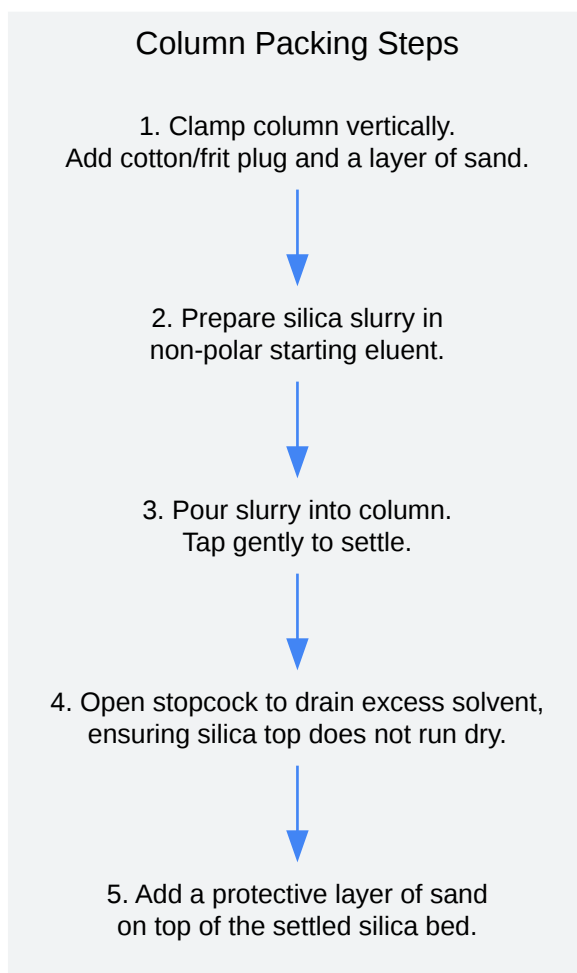 Column Packing Steps
1. Clamp column vertically.
Add cotton/frit plug and a layer of sand.
2. Prepare silica slurry in
non-polar starting eluent.
3. Pour slurry into column.
Tap gently to settle.
4. Open stopcock to drain excess solvent,
ensuring silica top does not run dry.
5. Add a protective layer of sand
on top of the settled silica bed.